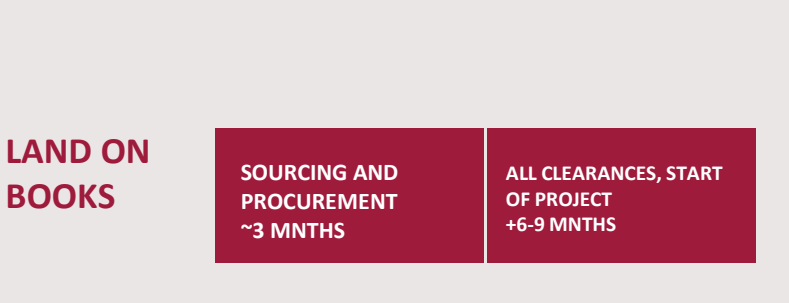 LAND ON
BOOKS
SOURCING AND
PROCUREMENT
~3 MNTHS
ALL CLEARANCES, START
OF PROJECT
+6-9 MNTHS